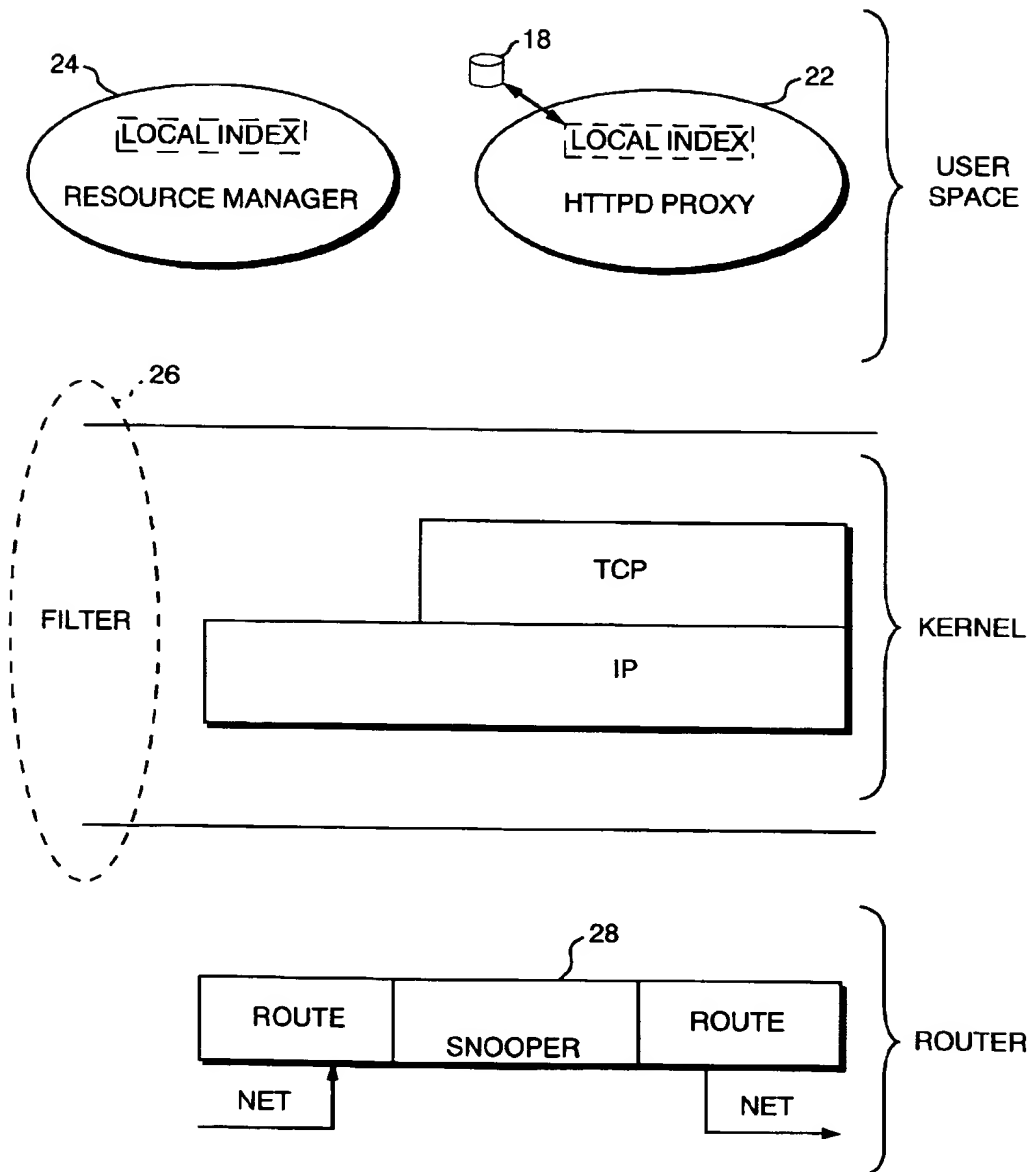 24
LOCAL INDEX
RESOURCE MANAGER
18
22
LOCAL INDEX
HTTPD PROXY
USER
SPACE
26
FILTER
TCP
IP
KERNEL
28
ROUTE
SNOOPER
ROUTE
ROUTER
NET
NET